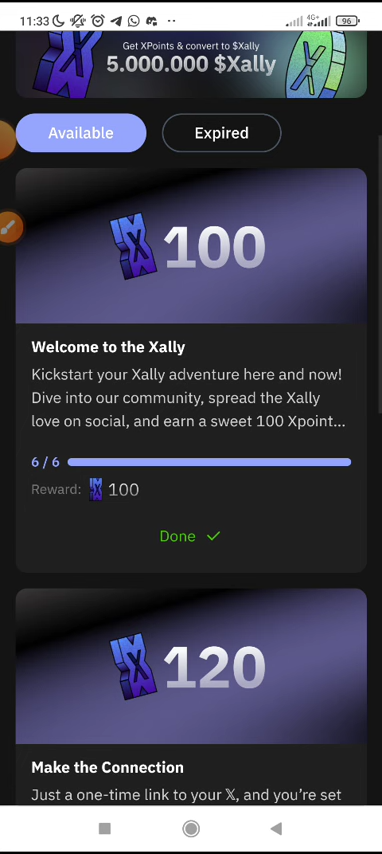 11:33
4G+
96
Get XPoints & convert to $Xally
5.000.000 $Xally
Available
Expired
100
Welcome to the Xally
Kickstart your Xally adventure here and now!
Dive into our community, spread the Xally
love on social, and earn a sweet 100 Xpoint...
6 / 6
Reward: 100
Done
120
Make the Connection
Just a one-time link to your 𝕏, and you’re set